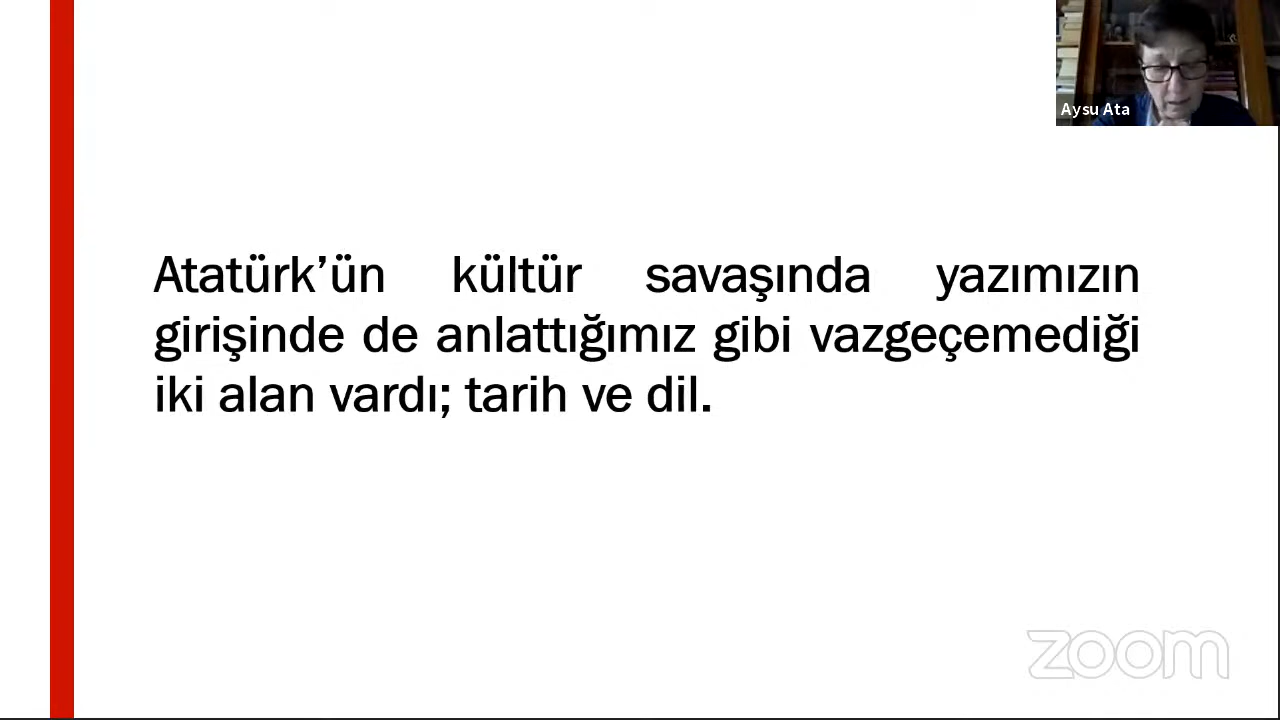 Aysu Ata
Atatürk’ün kültür savaşında yazımızın
girişinde de anlattığımız gibi vazgeçemediği
iki alan vardı; tarih ve dil.
zoom